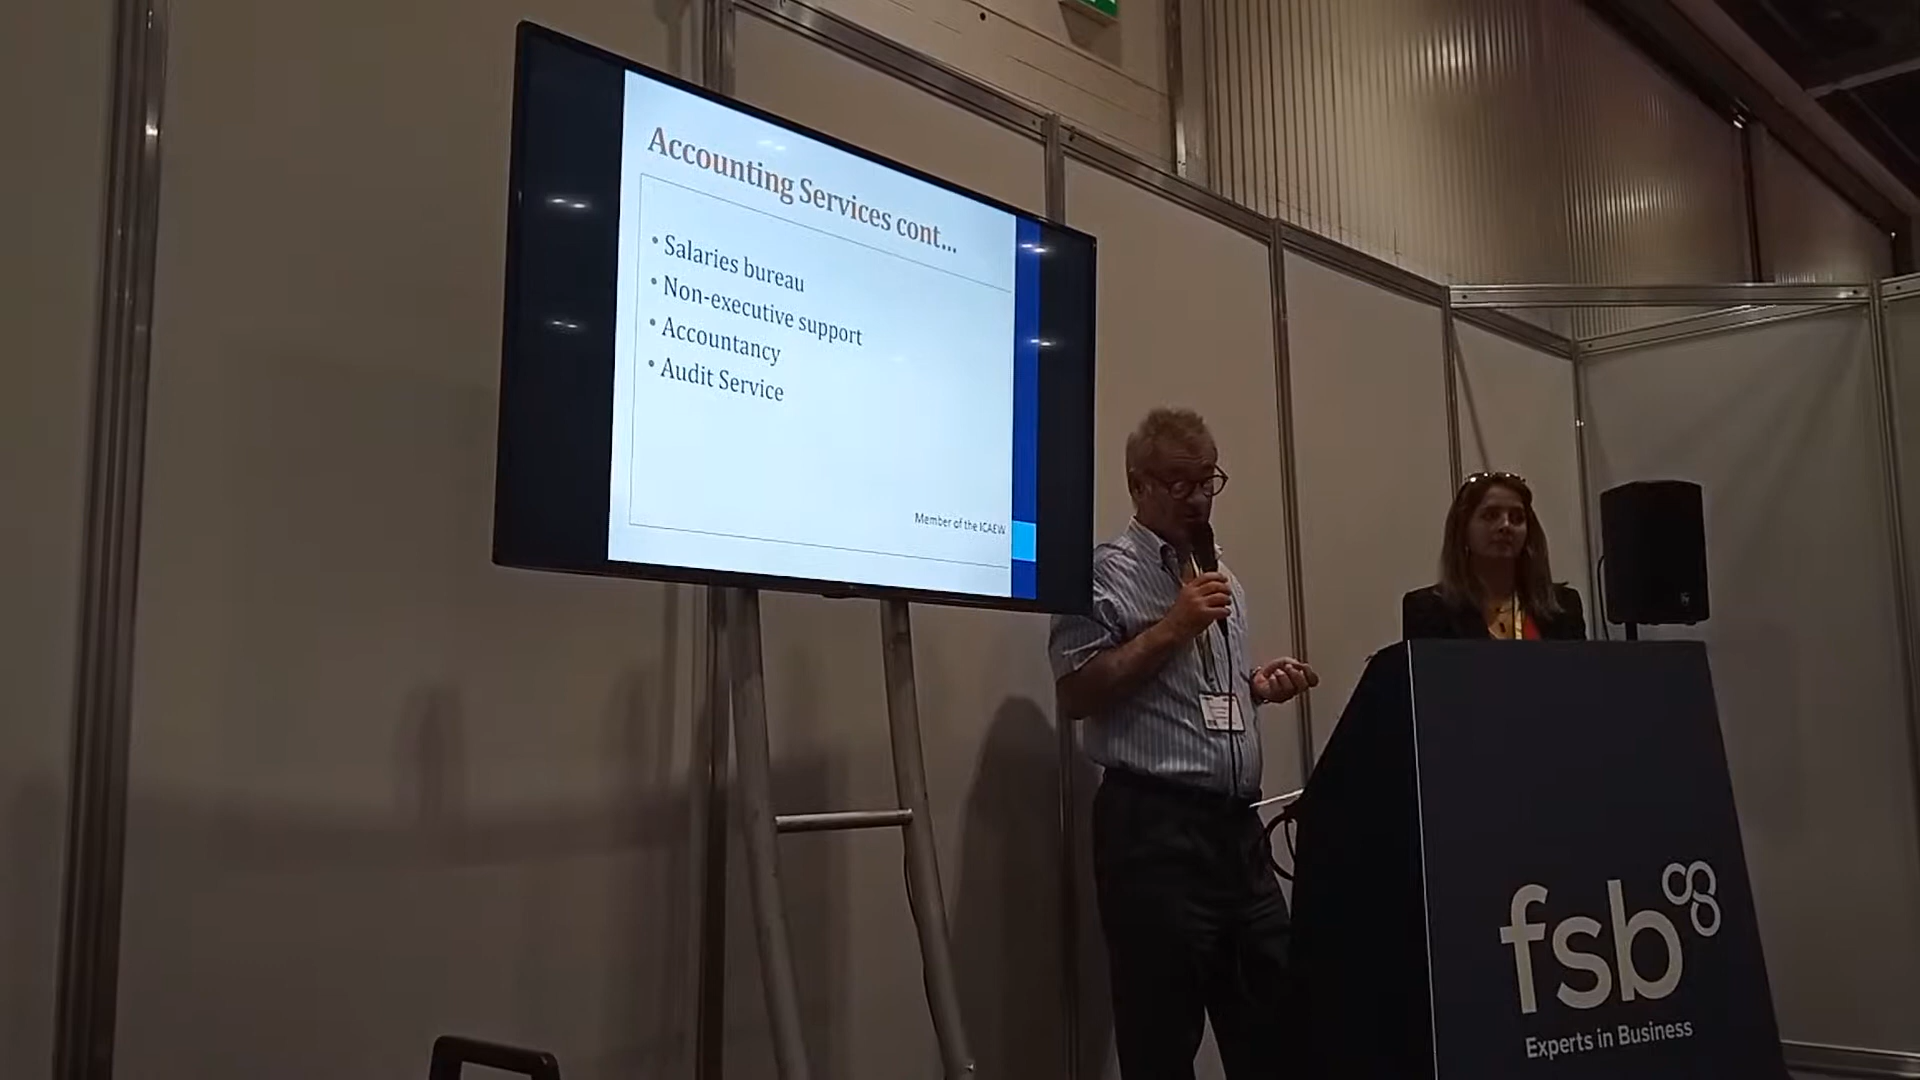 Accounting Services cont...
• Salaries bureau
• Non-executive support
• Accountancy
• Audit Service
Member of the ICAEW
fsb
Experts in Business